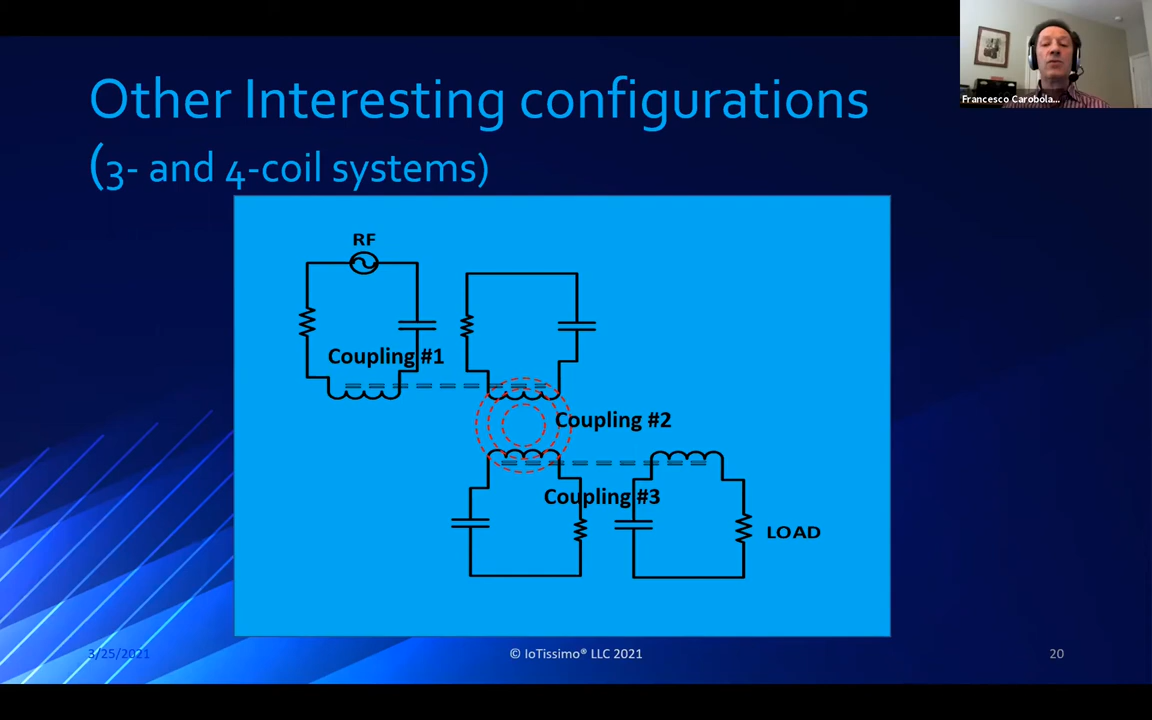 Other Interesting configurations
(3- and 4-coil systems)
Francesco Carobola...
RF
Coupling #1
Coupling #2
Coupling #3
LOAD
3/25/2021
© IoTissimo® LLC 2021
20